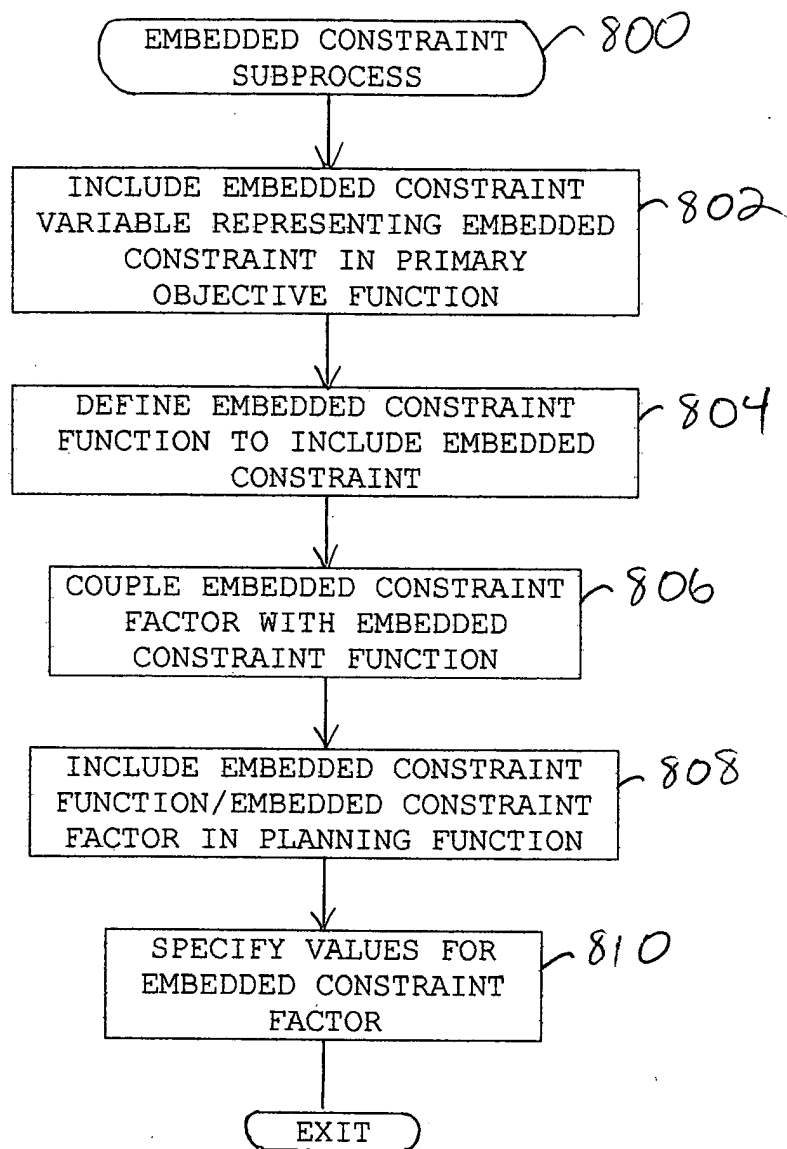 EMBEDDED CONSTRAINT
SUBPROCESS
800
INCLUDE EMBEDDED CONSTRAINT
VARIABLE REPRESENTING EMBEDDED
CONSTRAINT IN PRIMARY
OBJECTIVE FUNCTION
802
DEFINE EMBEDDED CONSTRAINT
FUNCTION TO INCLUDE EMBEDDED
CONSTRAINT
804
COUPLE EMBEDDED CONSTRAINT
FACTOR WITH EMBEDDED
CONSTRAINT FUNCTION
806
INCLUDE EMBEDDED CONSTRAINT
FUNCTION/EMBEDDED CONSTRAINT
FACTOR IN PLANNING FUNCTION
808
SPECIFY VALUES FOR
EMBEDDED CONSTRAINT
FACTOR
810
EXIT